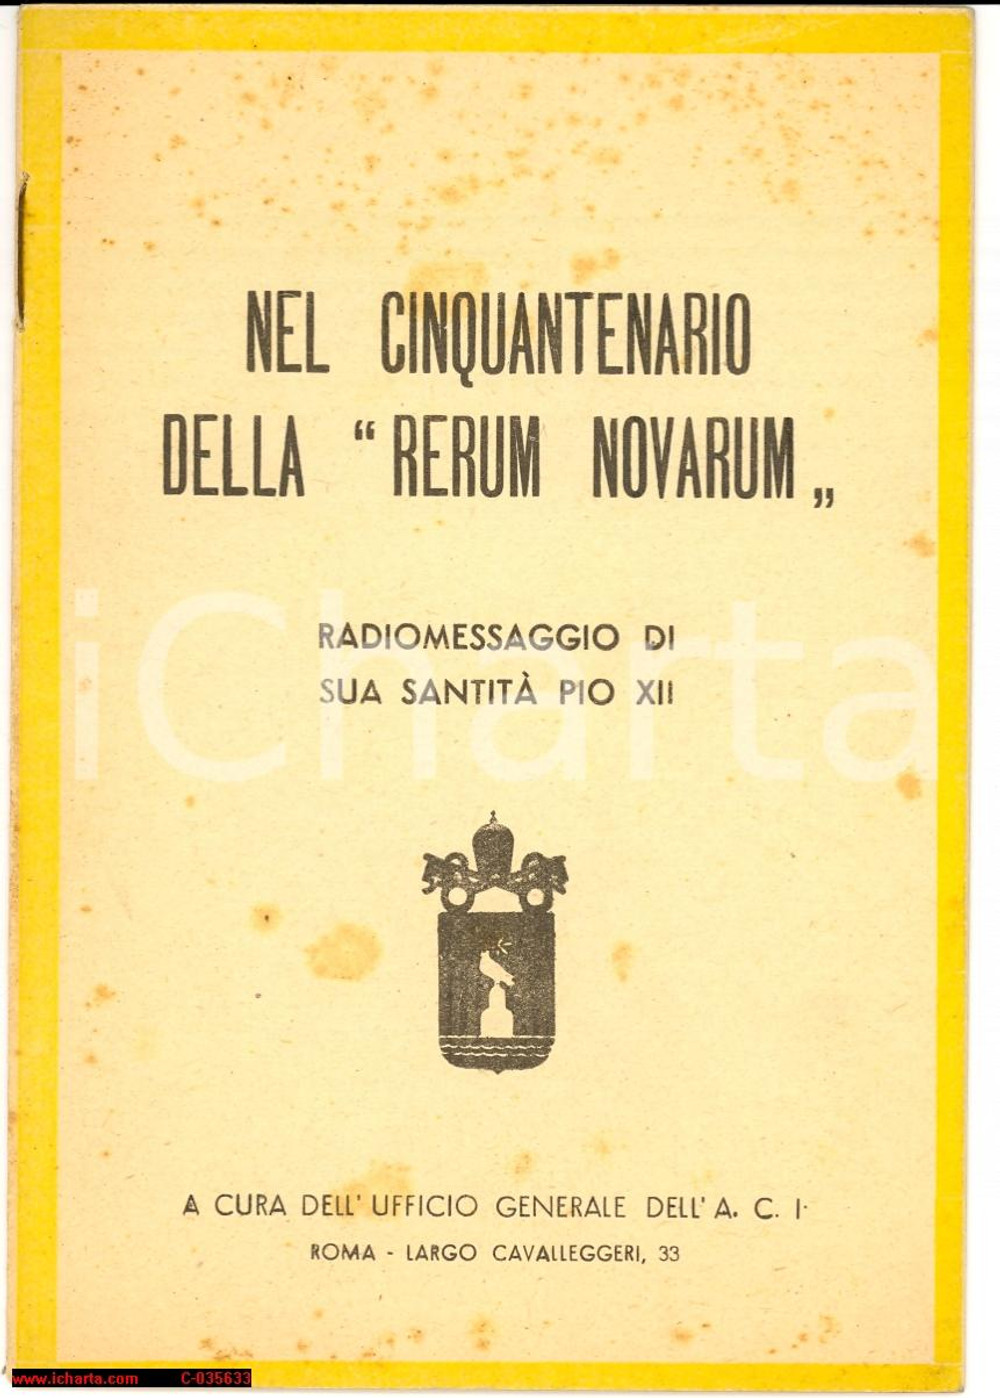 NEL CINQUANTENARIO
DELLA “ RERUM NOVARUM „
iCharta
RADIOMESSAGGIO DI
SUA SANTITÀ PIO XII
A CURA DELL' UFFICIO GENERALE DELL' A. C. I.
ROMA - LARGO CAVALLEGGERI, 33
www.icharta.com C-035633